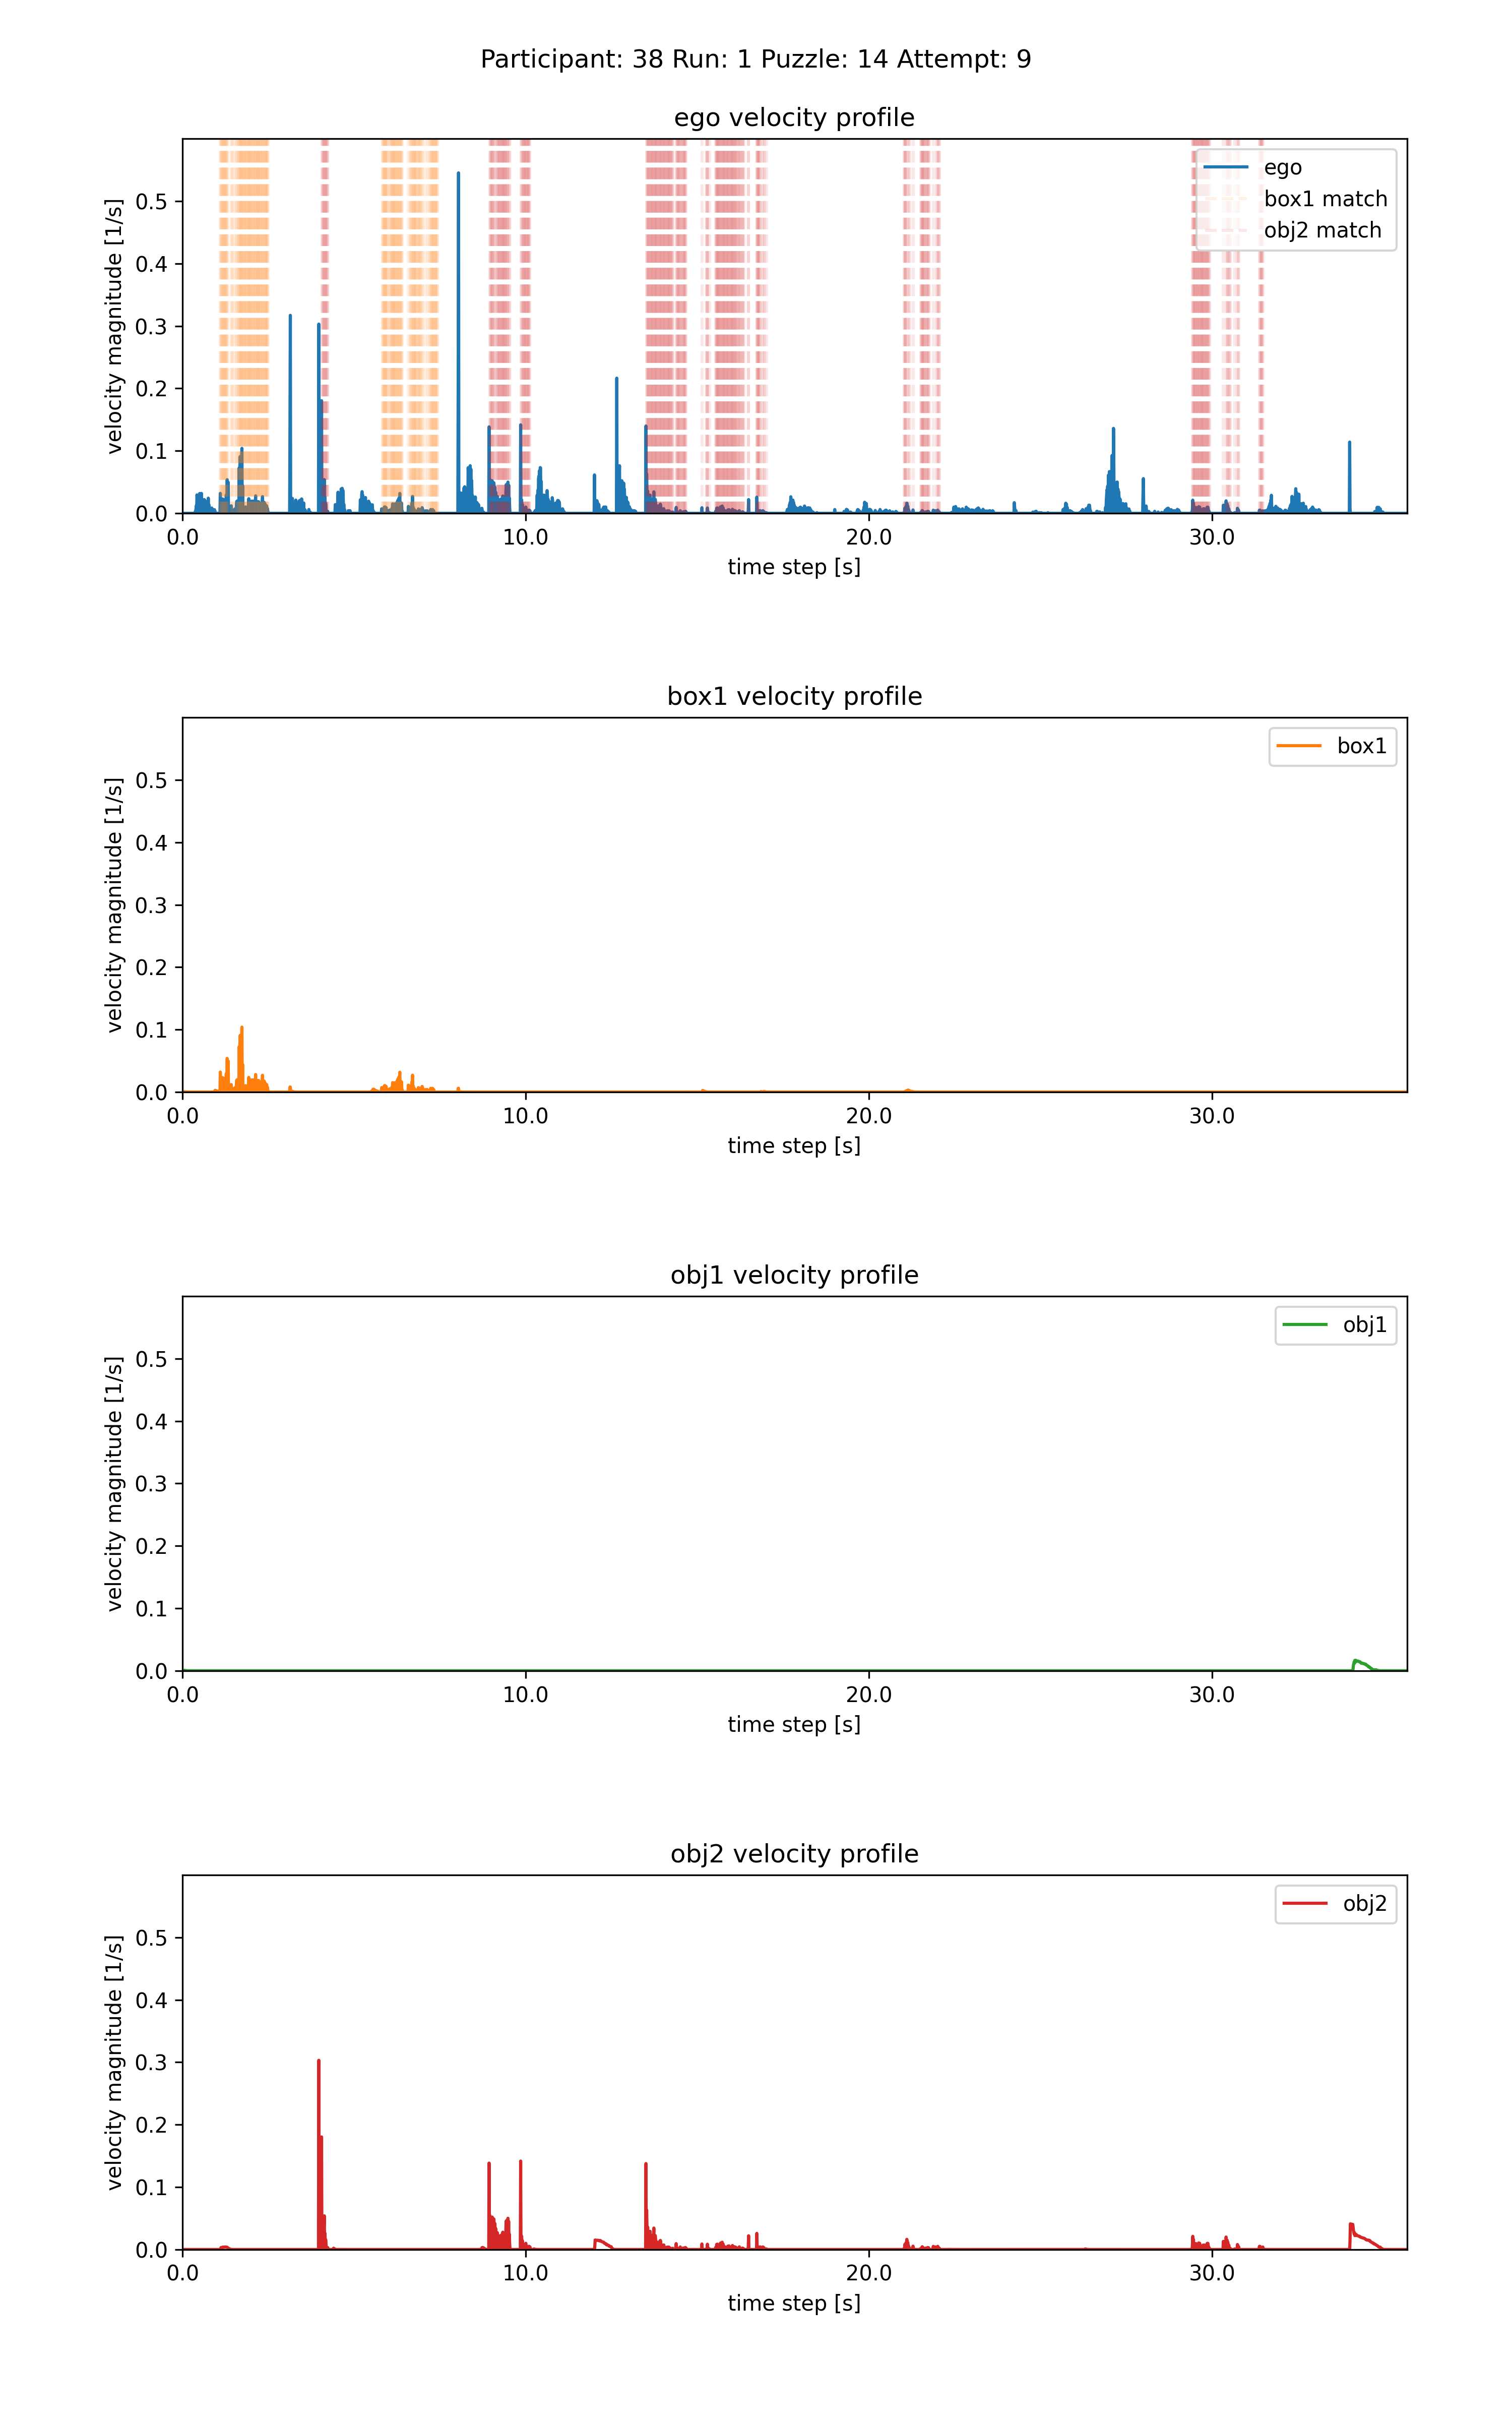 Participant: 38 Run: 1 Puzzle: 14 Attempt: 9
ego velocity profile
velocity magnitude [1/s]
0.5
0.4
0.3
0.2
0.1
0.0
ego
box1 match
obj2 match
0.0 10.0 20.0 30.0
time step [s]
box1 velocity profile
velocity magnitude [1/s]
0.5
0.4
0.3
0.2
0.1
0.0
box1
0.0 10.0 20.0 30.0
time step [s]
obj1 velocity profile
velocity magnitude [1/s]
0.5
0.4
0.3
0.2
0.1
0.0
obj1
0.0 10.0 20.0 30.0
time step [s]
obj2 velocity profile
velocity magnitude [1/s]
0.5
0.4
0.3
0.2
0.1
0.0
obj2
0.0 10.0 20.0 30.0
time step [s]